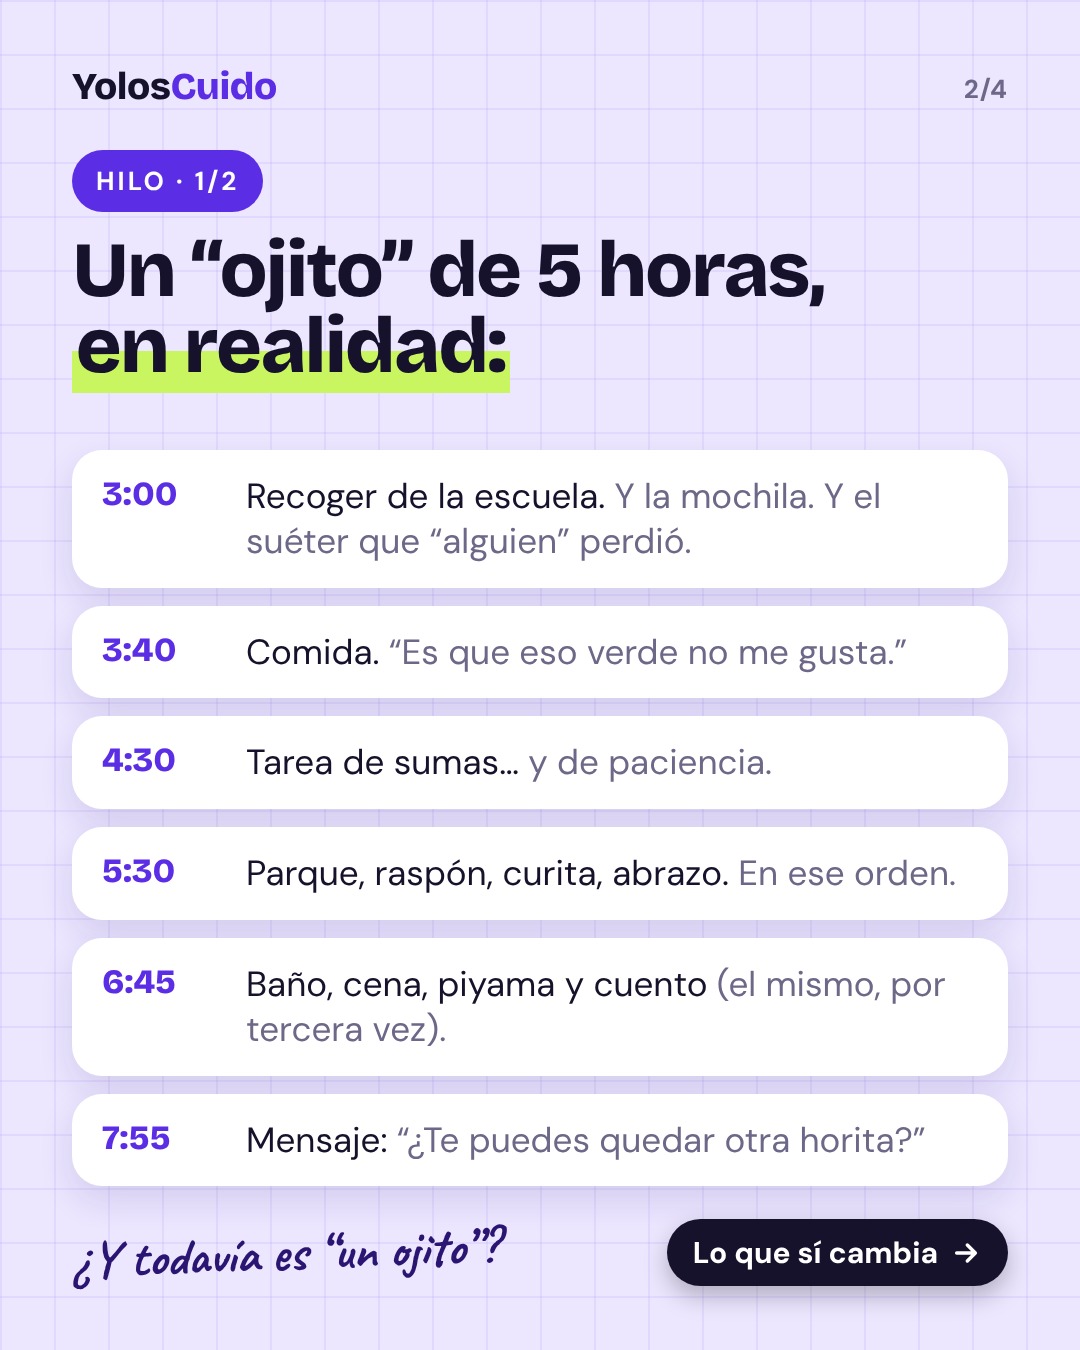 YolosCuido
2/4
HILO · 1/2
Un “ojito” de 5 horas,
en realidad:
3:00
Recoger de la escuela. Y la mochila. Y el
suéter que “alguien” perdió.
3:40
Comida. “Es que eso verde no me gusta.”
4:30
Tarea de sumas... y de paciencia.
5:30
Parque, raspón, curita, abrazo. En ese orden.
6:45
Baño, cena, piyama y cuento (el mismo, por
tercera vez).
7:55
Mensaje: “¿Te puedes quedar otra horita?”
¿Y todavía es “un ojito”?
Lo que sí cambia →